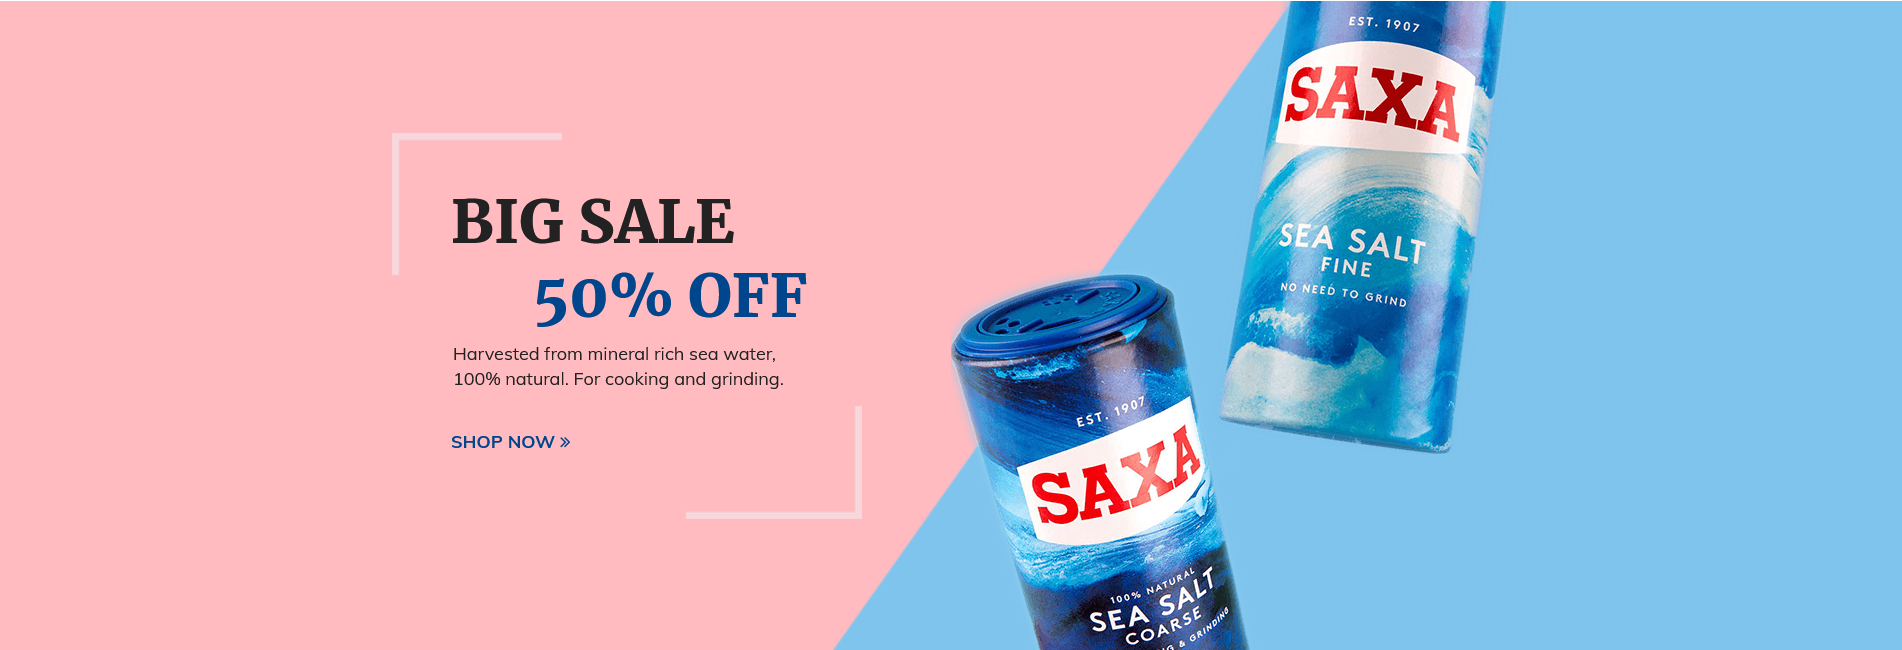 BIG SALE
50% OFF
Harvested from mineral rich sea water,
100% natural. For cooking and grinding.
SHOP NOW »
EST. 1907
SAXA
SEA SALT
FINE
NO NEED TO GRIND
EST. 1907
SAXA
100% NATURAL
SEA SALT
COARSE
& GRINDING